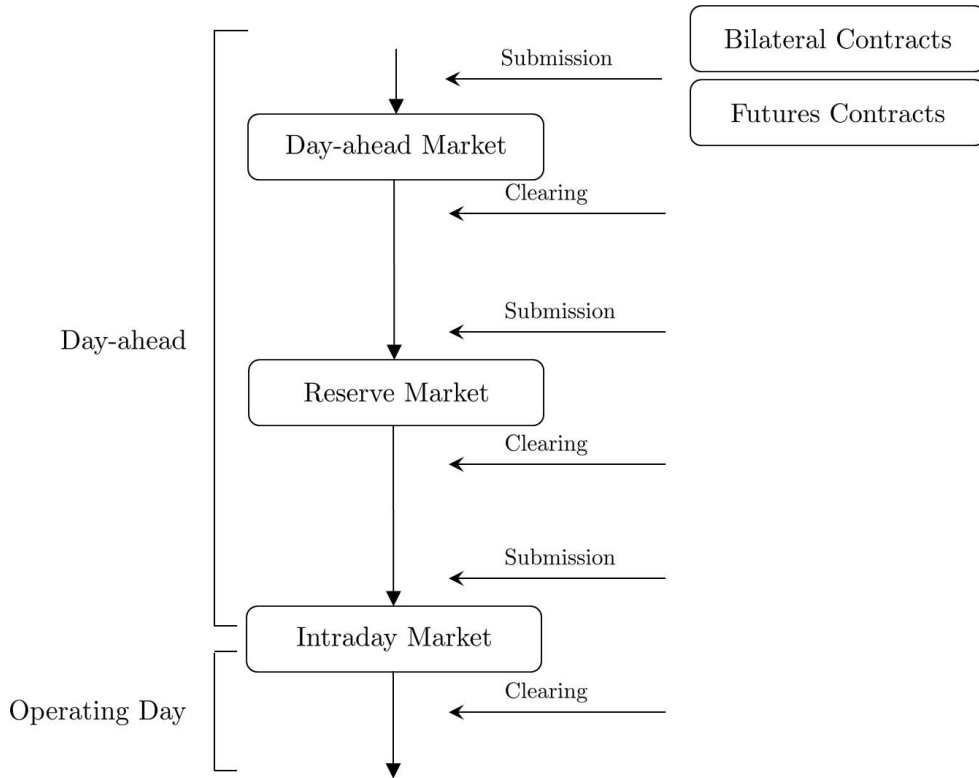 Bilateral Contracts
Submission
Futures Contracts
Day-ahead Market
Clearing
Submission
Day-ahead
Reserve Market
Clearing
Submission
Intraday Market
Clearing
Operating Day